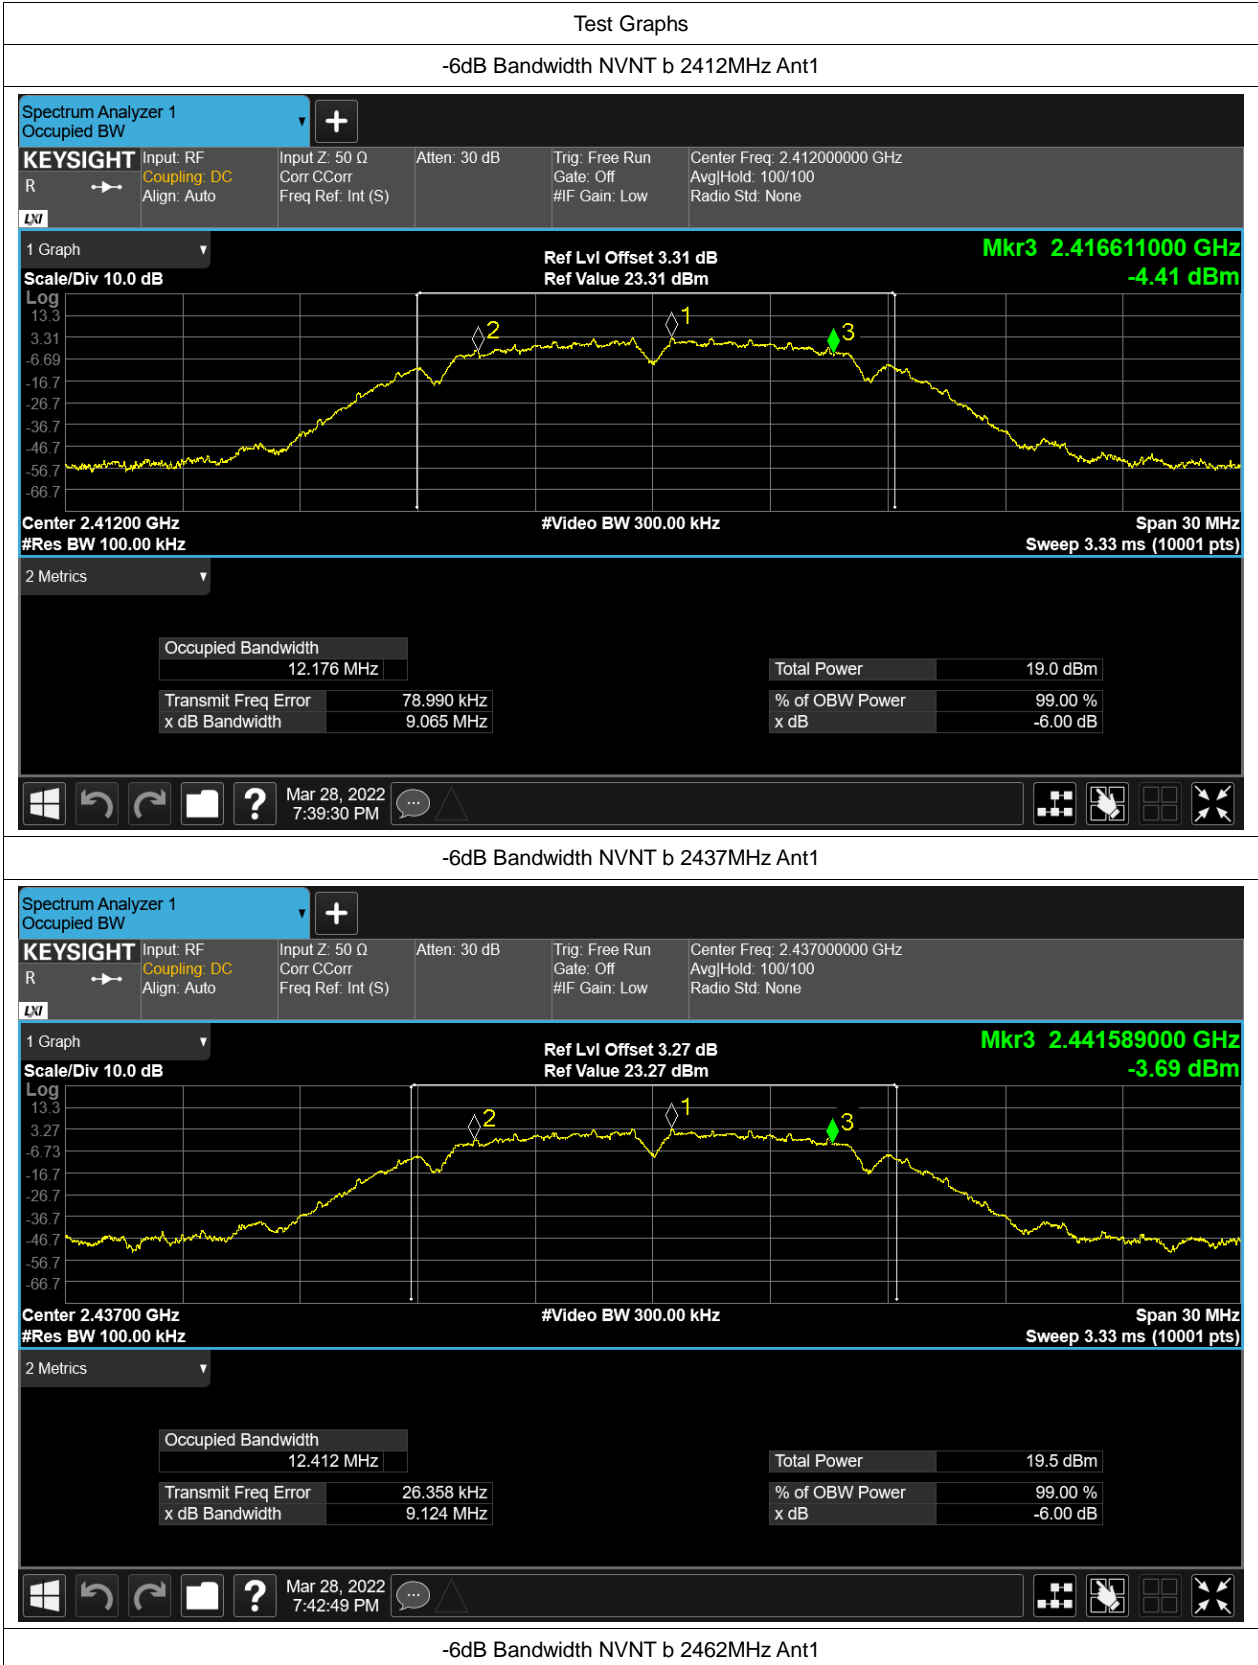 Test Graphs
-6dB Bandwidth NVNT b 2412MHz Ant1
Spectrum Analyzer 1
Occupied BW
KEYSIGHT
R
LXI
Input: RF
Coupling: DC
Align: Auto
Input Z: 50 Ω
Corr CCorr
Freq Ref: Int (S)
Atten: 30 dB
Trig: Free Run
Gate: Off
#IF Gain: Low
Center Freq: 2.412000000 GHz
Avg|Hold: 100/100
Radio Std: None
1 Graph
Scale/Div 10.0 dB
Ref Lvl Offset 3.31 dB
Ref Value 23.31 dBm
Mkr3 2.416611000 GHz
-4.41 dBm
Log
13.3
3.31
-6.69
-16.7
-26.7
-36.7
-46.7
-56.7
-66.7
2
1
3
Center 2.41200 GHz
#Video BW 300.00 kHz
Span 30 MHz
#Res BW 100.00 kHz
Sweep 3.33 ms (10001 pts)
2 Metrics
Occupied Bandwidth
12.176 MHz
Transmit Freq Error 78.990 kHz
x dB Bandwidth 9.065 MHz
Total Power 19.0 dBm
% of OBW Power 99.00 %
x dB -6.00 dB
Mar 28, 2022
7:39:30 PM
-6dB Bandwidth NVNT b 2437MHz Ant1
Spectrum Analyzer 1
Occupied BW
KEYSIGHT
R
LXI
Input: RF
Coupling: DC
Align: Auto
Input Z: 50 Ω
Corr CCorr
Freq Ref: Int (S)
Atten: 30 dB
Trig: Free Run
Gate: Off
#IF Gain: Low
Center Freq: 2.437000000 GHz
Avg|Hold: 100/100
Radio Std: None
1 Graph
Scale/Div 10.0 dB
Ref Lvl Offset 3.27 dB
Ref Value 23.27 dBm
Mkr3 2.441589000 GHz
-3.69 dBm
Log
13.3
3.27
-6.73
-16.7
-26.7
-36.7
-46.7
-56.7
-66.7
2
1
3
Center 2.43700 GHz
#Video BW 300.00 kHz
Span 30 MHz
#Res BW 100.00 kHz
Sweep 3.33 ms (10001 pts)
2 Metrics
Occupied Bandwidth
12.412 MHz
Transmit Freq Error 26.358 kHz
x dB Bandwidth 9.124 MHz
Total Power 19.5 dBm
% of OBW Power 99.00 %
x dB -6.00 dB
Mar 28, 2022
7:42:49 PM
-6dB Bandwidth NVNT b 2462MHz Ant1